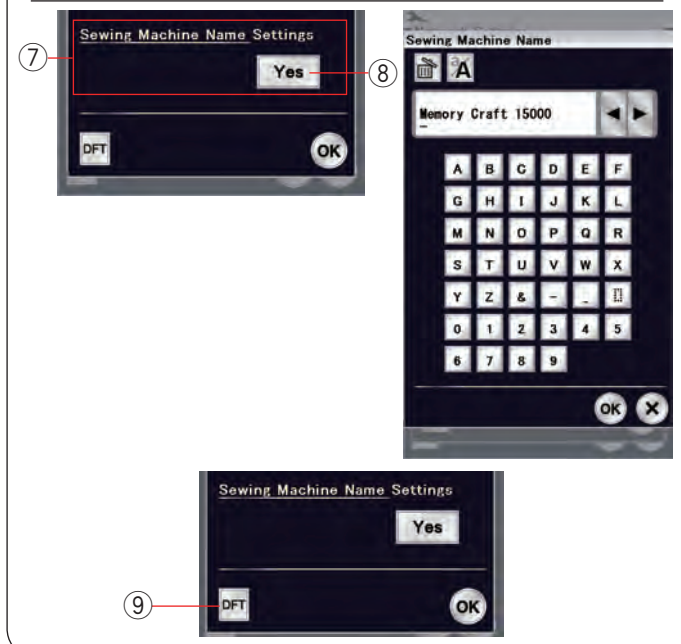 Sewing Machine Name Settings
⑦
Yes
⑧
DFT
OK
Sewing Machine Name
A
Memory Craft 15000
A B C D E F
G H I J K L
M N O P Q R
S T U V W X
Y Z & - _
0 1 2 3 4 5
6 7 8 9
OK X
Sewing Machine Name Settings
Yes
⑨
DFT
OK